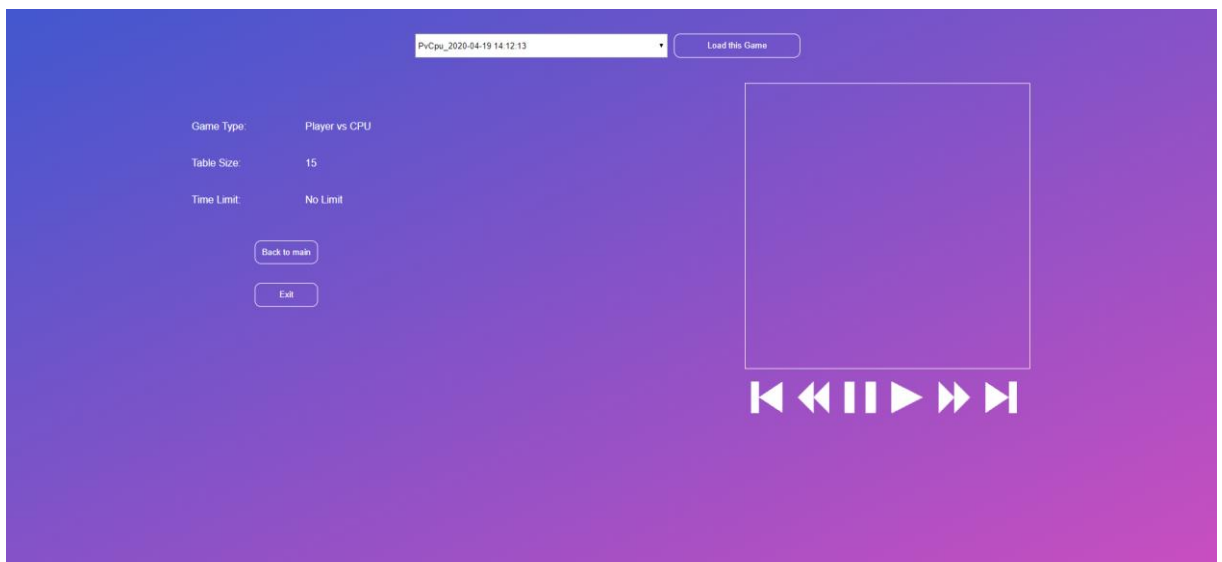 PvCpu_2020-04-19 14:12:13
Load this Game
Game Type: Player vs CPU
Table Size: 15
Time Limit: No Limit
Back to main
Exit